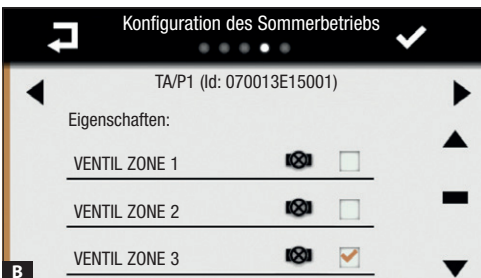 Konfiguration des Sommerbetriebs
TA/P1 (Id: 070013E15001)
Eigenschaften:
VENTIL ZONE 1
VENTIL ZONE 2
VENTIL ZONE 3
B